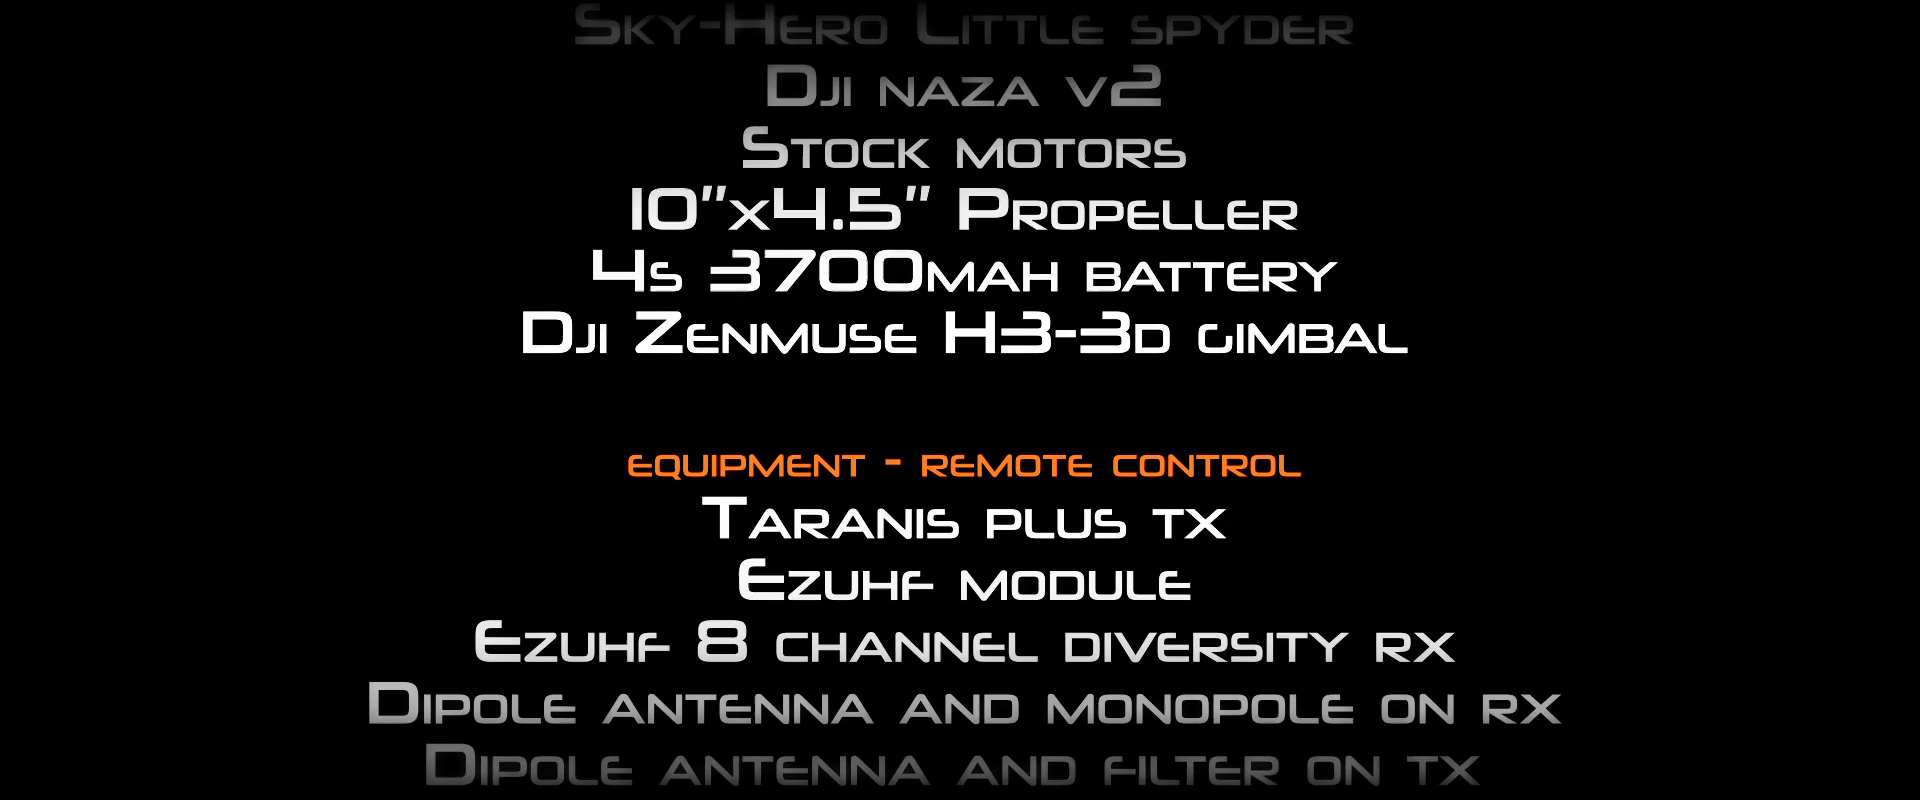 Sky-Hero Little spyder
Dji naza v2
Stock motors
10"x4.5" Propeller
4s 3700mah battery
Dji Zenmuse H3-3d gimbal
equipment - remote control
Taranis plus tx
Ezuhf module
Ezuhf 8 channel diversity rx
Dipole antenna and monopole on rx
Dipole antenna and filter on tx